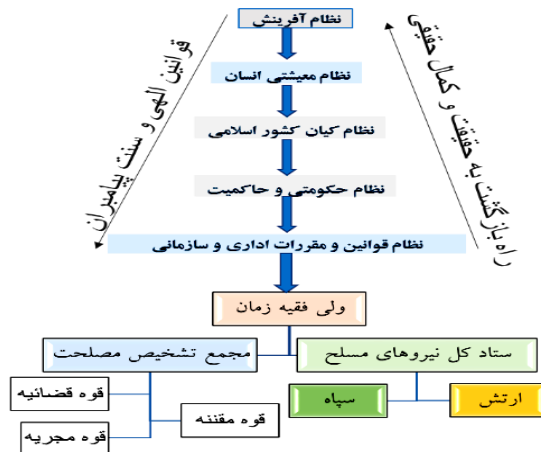 نظام آفرینش
قوانین الهی و سنت پیامبران
راه بازگشت به حقیقت و کمال حقیقی
نظام معیشتی انسان
نظام کیان کشور اسلامی
نظام حکومتی و حاکمیت
نظام قوانین و مقررات اداری و سازمانی
ولی فقیه زمان
ستاد کل نیروهای مسلح
مجمع تشخیص مصلحت
ارتش
سپاه
قوه قضائیه
قوه مقننه
قوه مجریه